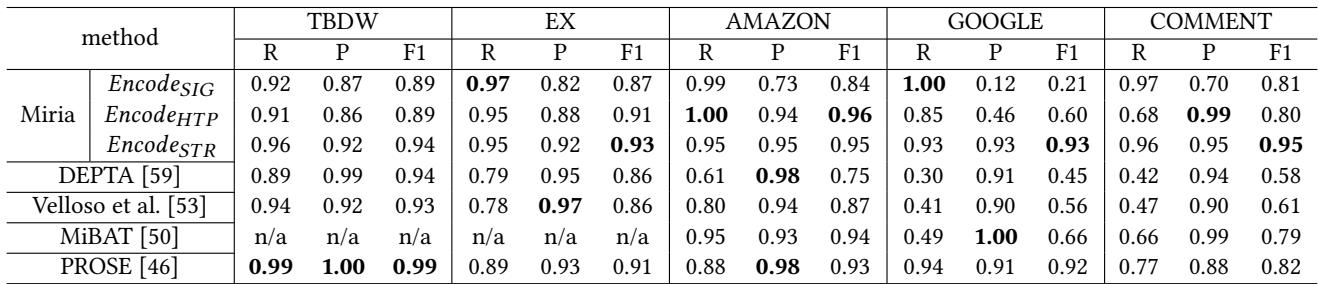 method TBDW EX AMAZON GOOGLE COMMENT
R P F1 R P F1 R P F1 R P F1 R P F1
Miria Encode_SIG 0.92 0.87 0.89 0.97 0.82 0.87 0.99 0.73 0.84 1.00 0.12 0.21 0.97 0.70 0.81
Encode_HTP 0.91 0.86 0.89 0.95 0.88 0.91 1.00 0.94 0.96 0.85 0.46 0.60 0.68 0.99 0.80
Encode_STR 0.96 0.92 0.94 0.95 0.92 0.93 0.95 0.95 0.95 0.93 0.93 0.93 0.96 0.95 0.95
DEPTA [59] 0.89 0.99 0.94 0.79 0.95 0.86 0.61 0.98 0.75 0.30 0.91 0.45 0.42 0.94 0.58
Velloso et al. [53] 0.94 0.92 0.93 0.78 0.97 0.86 0.80 0.94 0.87 0.41 0.90 0.56 0.47 0.90 0.61
MiBAT [50] n/a n/a n/a n/a n/a n/a 0.95 0.93 0.94 0.49 1.00 0.66 0.66 0.99 0.79
PROSE [46] 0.99 1.00 0.99 0.89 0.93 0.91 0.88 0.98 0.93 0.94 0.91 0.92 0.77 0.88 0.82